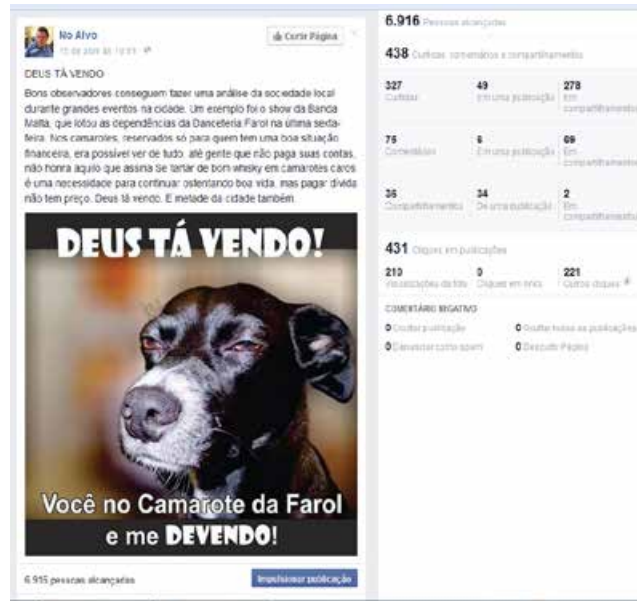 No Alvo
Curtir Página
DEUS TÁ VENDO
Bons observadores conseguem fazer uma análise da sociedade local
durante grandes eventos na cidade. Um exemplo foi o show da Banda
Malta, que lotou as dependências da Danceteria Farol na última sexta-
feira. Nos camarotes, reservados só para quem tem uma boa situação
financeira, era possível ver de tudo, até gente que não paga suas contas,
não honra aquilo que assina Se fartar de bom whisky em camarotes caros
é uma necessidade para continuar ostentando boa vida, mas pagar dívida
não tem preço. Deus tá vendo. E metade da cidade também.
DEUS TÁ VENDO!
Você no Camarote da Farol
e me DEVENDO!
6.915 pessoas alcançadas
Impulsionar publicação
6.916 Pessoas alcançadas
438 Curtidas, comentários e compartilhamentos
327 49 278
Curtidas Em uma publicação Em
compartilhamentos
75 6 69
Comentários Em uma publicação Em
compartilhamentos
36 34 2
Compartilhamentos De uma publicação Em
compartilhamentos
431 Cliques em publicações
210 0 221
Visualizações da foto Cliques em links Outros cliques
COMENTÁRIO NEGATIVO
0 Ocultar publicação 0 Ocultar todas as publicações
0 Denunciar como spam 0 Descurtir Página